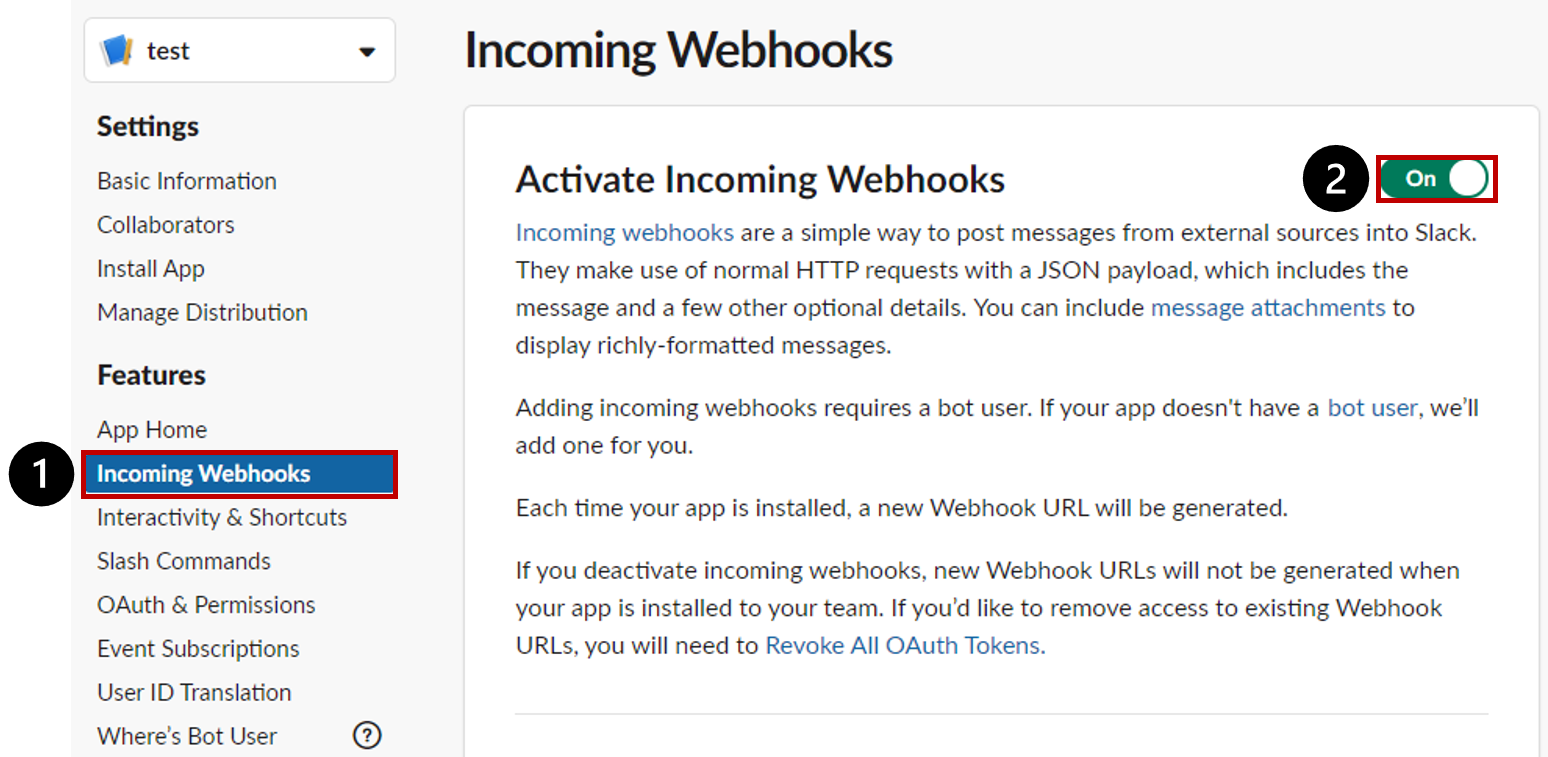 test
Settings
Basic Information
Collaborators
Install App
Manage Distribution
Features
App Home
1
Incoming Webhooks
Interactivity & Shortcuts
Slash Commands
OAuth & Permissions
Event Subscriptions
User ID Translation
Where’s Bot User
?
Incoming Webhooks
Activate Incoming Webhooks
2
On
Incoming webhooks are a simple way to post messages from external sources into Slack.
They make use of normal HTTP requests with a JSON payload, which includes the
message and a few other optional details. You can include message attachments to
display richly-formatted messages.
Adding incoming webhooks requires a bot user. If your app doesn't have a bot user, we’ll
add one for you.
Each time your app is installed, a new Webhook URL will be generated.
If you deactivate incoming webhooks, new Webhook URLs will not be generated when
your app is installed to your team. If you’d like to remove access to existing Webhook
URLs, you will need to Revoke All OAuth Tokens.